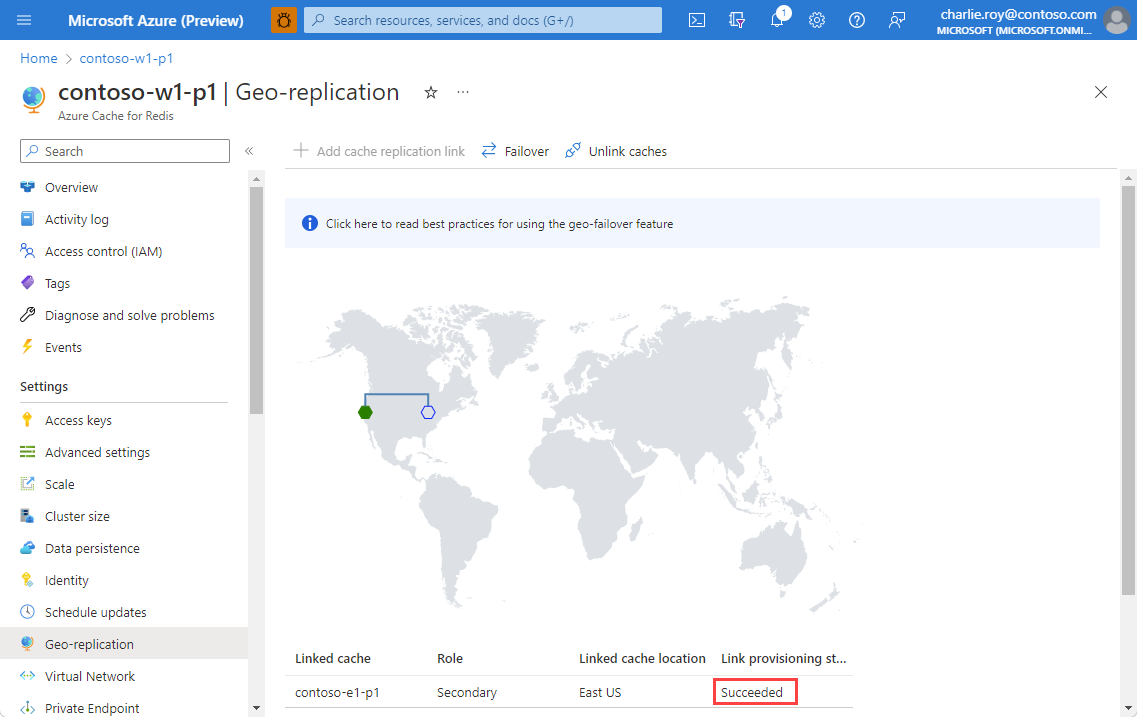 Microsoft Azure (Preview)
Search resources, services, and docs (G+/)
1
charlie.roy@contoso.com
MICROSOFT (MICROSOFT.ONMI...
Home > contoso-w1-p1
contoso-w1-p1 | Geo-replication ...
Azure Cache for Redis
Search
Add cache replication link Failover Unlink caches
Overview
Activity log
Access control (IAM)
Tags
Diagnose and solve problems
Events
Settings
Access keys
Advanced settings
Scale
Cluster size
Data persistence
Identity
Schedule updates
Geo-replication
Virtual Network
Private Endpoint
Click here to read best practices for using the geo-failover feature
Linked cache Role Linked cache location Link provisioning st...
contoso-e1-p1 Secondary East US Succeeded